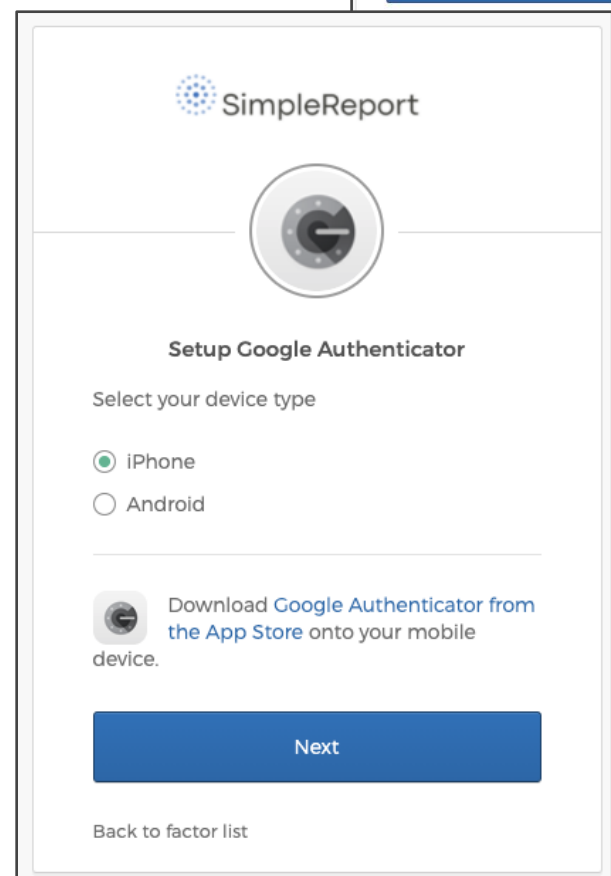 SimpleReport
Setup Google Authenticator
Select your device type
iPhone
Android
Download Google Authenticator from
the App Store onto your mobile
device.
Next
Back to factor list